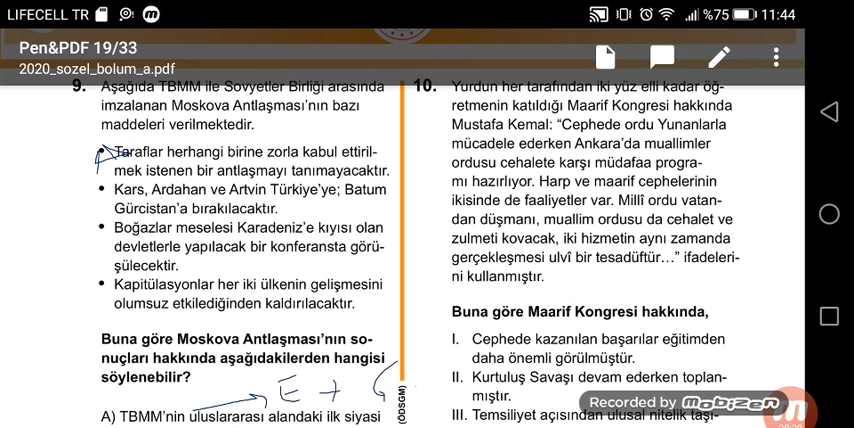 LIFECELL TR
%75 11:44
Pen&PDF 19/33
2020_sozel_bolum_a.pdf
9. Aşağıda TBMM ile Sovyetler Birliği arasında
imzalanan Moskova Antlaşması'nın bazı
maddeleri verilmektedir.
• Taraflar herhangi birine zorla kabul ettiril-
mek istenen bir antlaşmayı tanımayacaktır.
• Kars, Ardahan ve Artvin Türkiye'ye; Batum
Gürcistan'a bırakılacaktır.
• Boğazlar meselesi Karadeniz'e kıyısı olan
devletlerle yapılacak bir konferansta görü-
şülecektir.
• Kapitülasyonlar her iki ülkenin gelişmesini
olumsuz etkilediğinden kaldırılacaktır.
Buna göre Moskova Antlaşması'nın so-
nuçları hakkında aşağıdakilerden hangisi
söylenebilir?
E +
A) TBMM'nin uluslararası alandaki ilk siyasi
(ÖDSGM)
10. Yurdun her tarafından iki yüz elli kadar öğ-
retmenin katıldığı Maarif Kongresi hakkında
Mustafa Kemal: “Cephede ordu Yunanlarla
mücadele ederken Ankara'da muallimler
ordusu cehalete karşı müdafaa progra-
mı hazırlıyor. Harp ve maarif cephelerinin
ikisinde de faaliyetler var. Millî ordu vatan-
dan düşmanı, muallim ordusu da cehalet ve
zulmeti kovacak, iki hizmetin aynı zamanda
gerçekleşmesi ulvî bir tesadüftür...” ifadeleri-
ni kullanmıştır.
Buna göre Maarif Kongresi hakkında,
I. Cephede kazanılan başarılar eğitimden
daha önemli görülmüştür.
II. Kurtuluş Savaşı devam ederken toplan-
mıştır.
III. Temsiliyet açısından ulusal nitelik taşı-
Recorded by
Mobizen